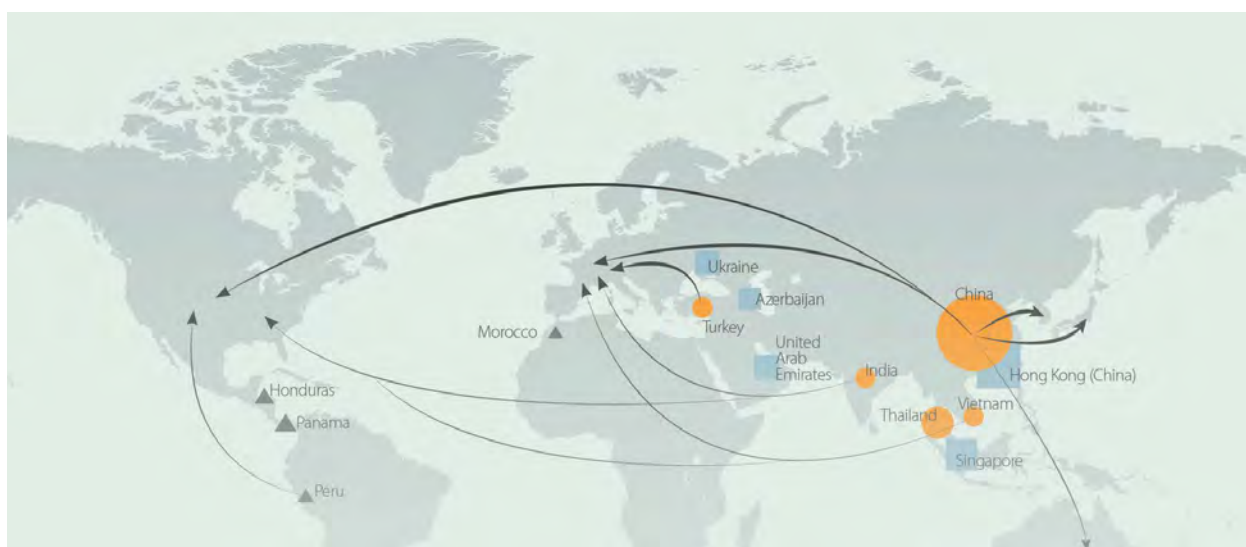 Ukraine
China
Azerbaijan
Turkey
Morocco
United
Arab
Emirates
India
Hong Kong (China)
Honduras
Vietnam
Thailand
Panama
Singapore
Peru